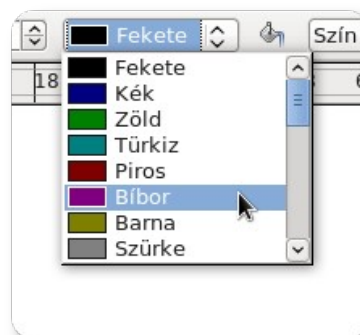 Fekete Szín
18
Fekete
Kék
Zöld
Türkiz
Piros
Bíbor
Barna
Szürke